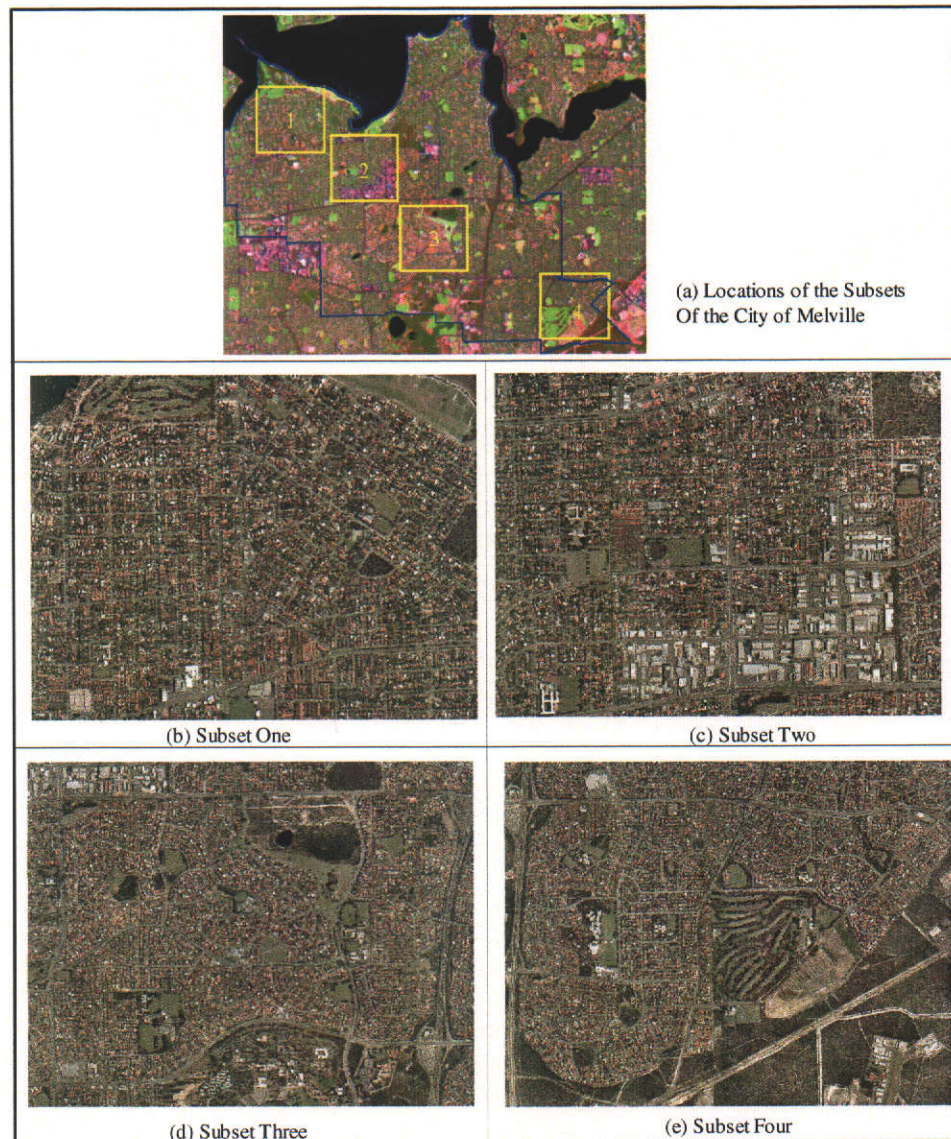 1
2
3
4
(a) Locations of the Subsets
Of the City of Melville
(b) Subset One
(c) Subset Two
(d) Subset Three
(e) Subset Four